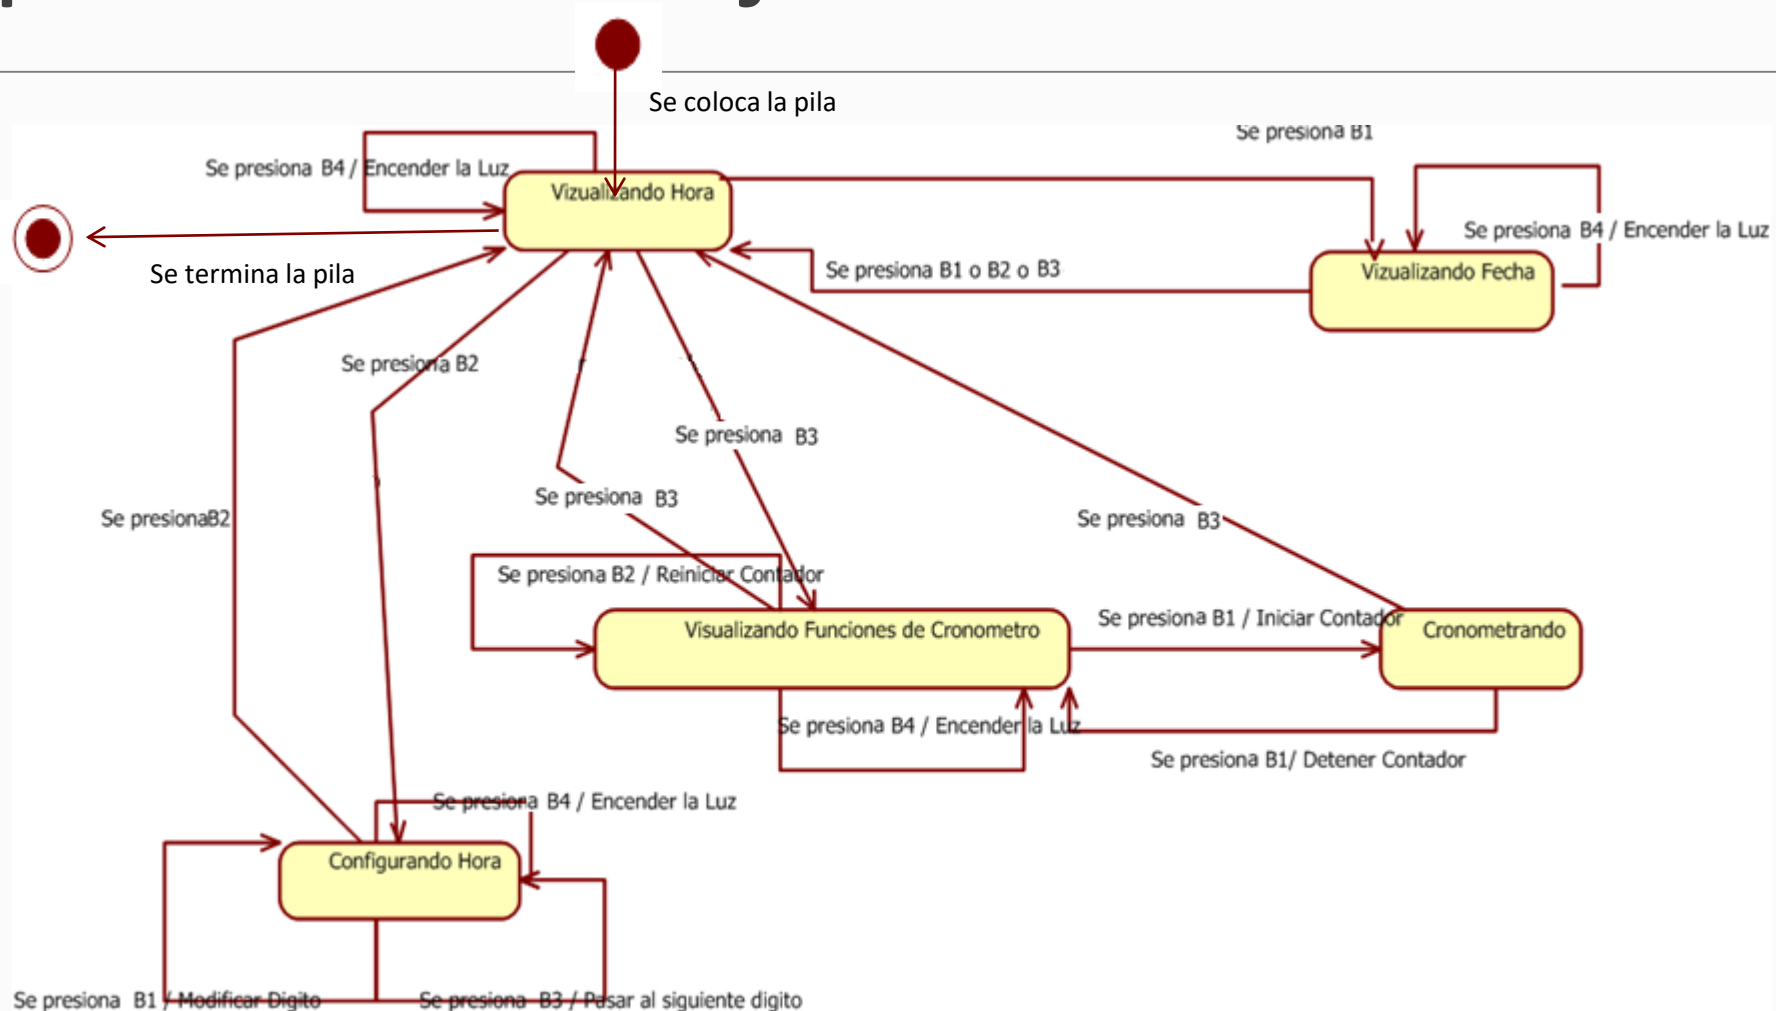 Se coloca la pila
Se presiona B1
Se presiona B4 / Encender la Luz
Vizualizando Hora
Se presiona B4 / Encender la Luz
Se termina la pila
Se presiona B1 o B2 o B3
Vizualizando Fecha
Se presiona B2
Se presiona B3
Se presiona B3
Se presionaB2
Se presiona B3
Se presiona B2 / Reiniciar Contador
Visualizando Funciones de Cronometro
Se presiona B1 / Iniciar Contador
Cronometrando
Se presiona B4 / Encender la Luz
Se presiona B1/ Detener Contador
Se presiona B4 / Encender la Luz
Configurando Hora
Se presiona B1 / Modificar Digito
Se presiona B3 / Pasar al siguiente digito